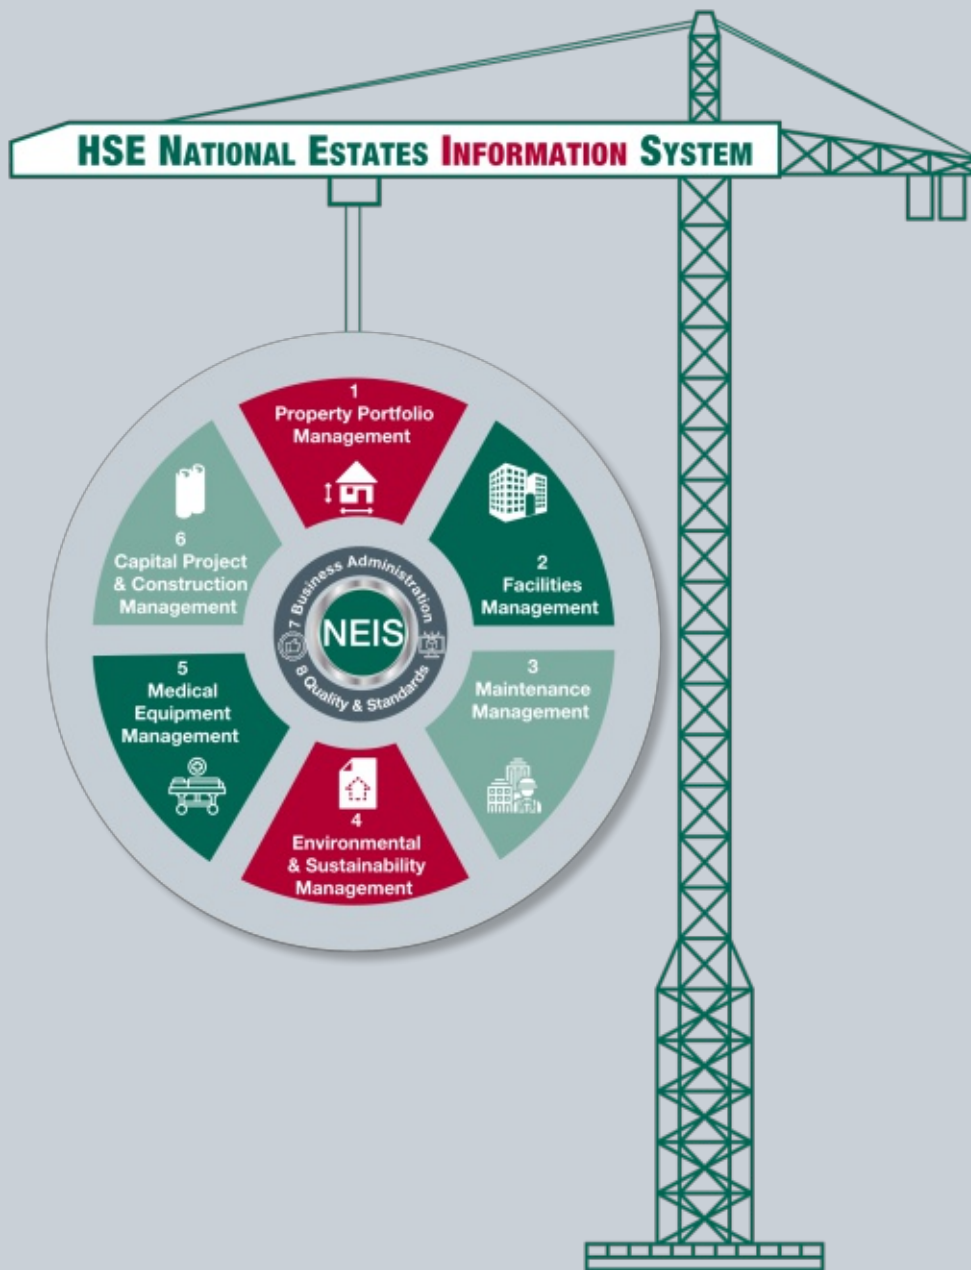 HSE NATIONAL ESTATES INFORMATION SYSTEM
1
Property Portfolio
Management
2
Facilities
Management
3
Maintenance
Management
4
Environmental
& Sustainability
Management
5
Medical
Equipment
Management
6
Capital Project
& Construction
Management
7 Business Administration
NEIS
8 Quality & Standards